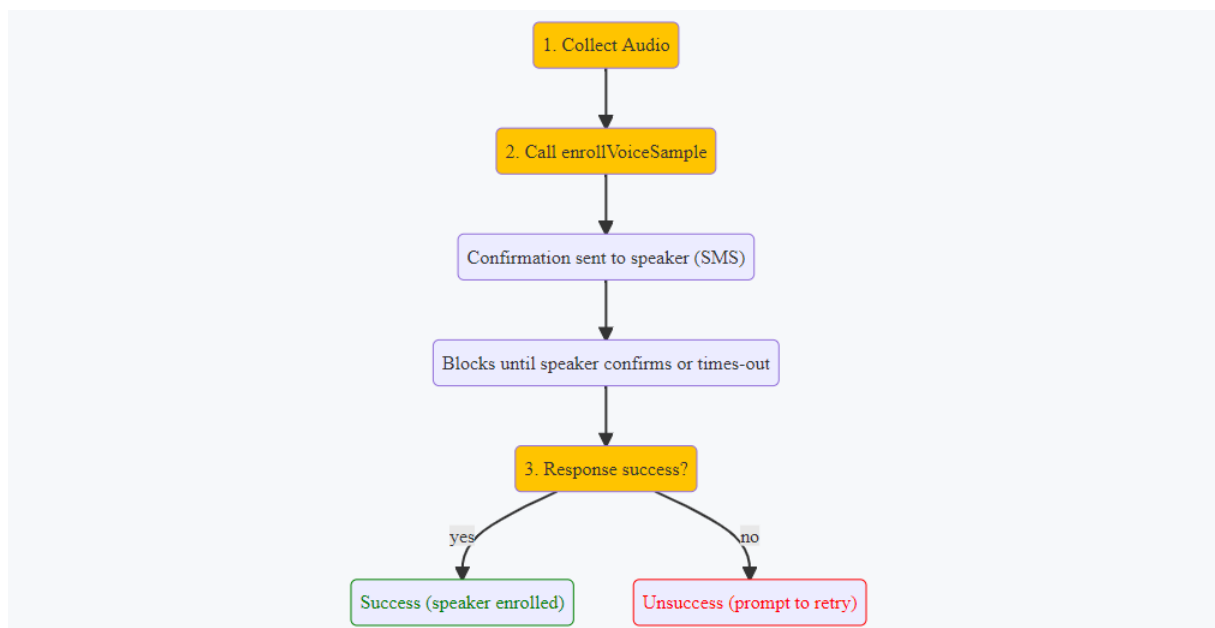 1. Collect Audio
2. Call enrollVoiceSample
Confirmation sent to speaker (SMS)
Blocks until speaker confirms or times-out
3. Response success?
yes
no
Success (speaker enrolled)
Unsuccess (prompt to retry)